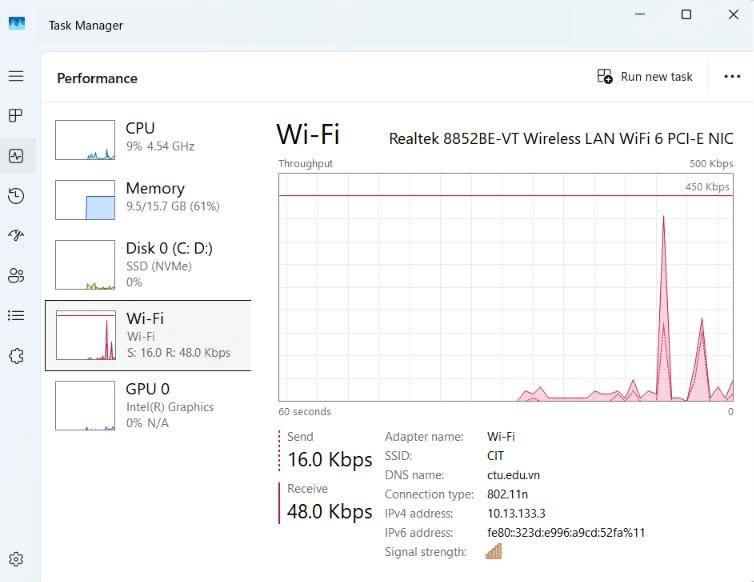 Task Manager
Performance
Run new task
CPU
9% 4.54 GHz
Memory
9.5/15.7 GB (61%)
Disk 0 (C: D:)
SSD (NVMe)
0%
Wi-Fi
Wi-Fi
S: 16.0 R: 48.0 Kbps
GPU 0
Intel(R) Graphics
0% N/A
Wi-Fi
Realtek 8852BE-VT Wireless LAN WiFi 6 PCI-E NIC
Throughput
500 Kbps
450 Kbps
60 seconds
0
Send
16.0 Kbps
Receive
48.0 Kbps
Adapter name: Wi-Fi
SSID: CIT
DNS name: ctu.edu.vn
Connection type: 802.11n
IPv4 address: 10.13.133.3
IPv6 address: fe80::323d:e996:a9cd:52fa%11
Signal strength: